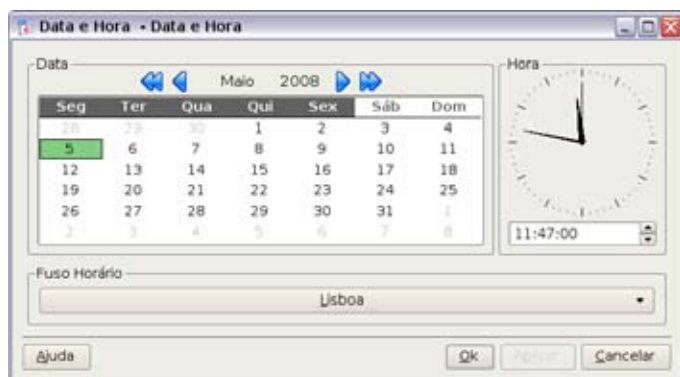 Data e Hora - Data e Hora
Data
Hora
Maio 2008
Seg Ter Qua Qui Sex Sáb Dom
28 29 30 1 2 3 4
5 6 7 8 9 10 11
12 13 14 15 16 17 18
19 20 21 22 23 24 25
26 27 28 29 30 31 1
2 3 4 5 6 7 8
11:47:00
Fuso Horário
Lisboa
Ajuda
Ok
Aplicar
Cancelar